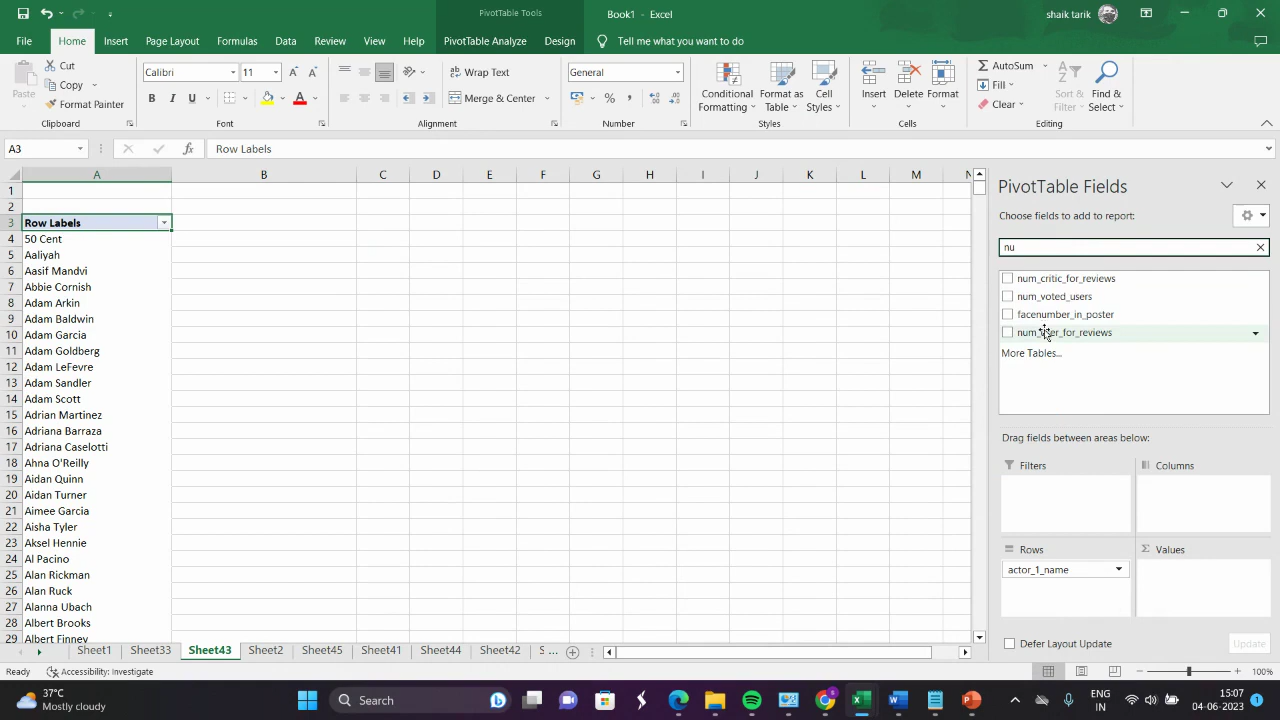 PivotTable Tools
Book1 - Excel
shaik tarik
File Home Insert Page Layout Formulas Data Review View Help PivotTable Analyze Design Tell me what you want to do
Paste
Cut
Copy
Format Painter
Clipboard
Calibri 11
B I U
Font
Wrap Text
Merge & Center
Alignment
General
Number
Conditional Formatting
Format as Table
Cell Styles
Styles
Insert Delete Format
Cells
AutoSum
Fill
Clear
Sort & Filter
Find & Select
Editing
A3 fx Row Labels
A B C D E F G H I J K L M N
1
2
3 Row Labels
4 50 Cent
5 Aaliyah
6 Aasif Mandvi
7 Abbie Cornish
8 Adam Arkin
9 Adam Baldwin
10 Adam Garcia
11 Adam Goldberg
12 Adam LeFevre
13 Adam Sandler
14 Adam Scott
15 Adrian Martinez
16 Adriana Barraza
17 Adriana Caselotti
18 Ahna O'Reilly
19 Aidan Quinn
20 Aidan Turner
21 Aimee Garcia
22 Aisha Tyler
23 Aksel Hennie
24 Al Pacino
25 Alan Rickman
26 Alan Ruck
27 Alanna Ubach
28 Albert Brooks
29 Albert Finney
PivotTable Fields
Choose fields to add to report:
nu
num_critic_for_reviews
num_voted_users
facenumber_in_poster
More Tables...
Drag fields between areas below:
Filters Columns
Rows Values
actor_1_name
Defer Layout Update Update
Sheet1 Sheet33 Sheet43 Sheet2 Sheet45 Sheet41 Sheet44 Sheet42 S ...
Ready Accessibility: Investigate 100%
37°C
Mostly cloudy
Search
ENG
IN
15:07
04-06-2023